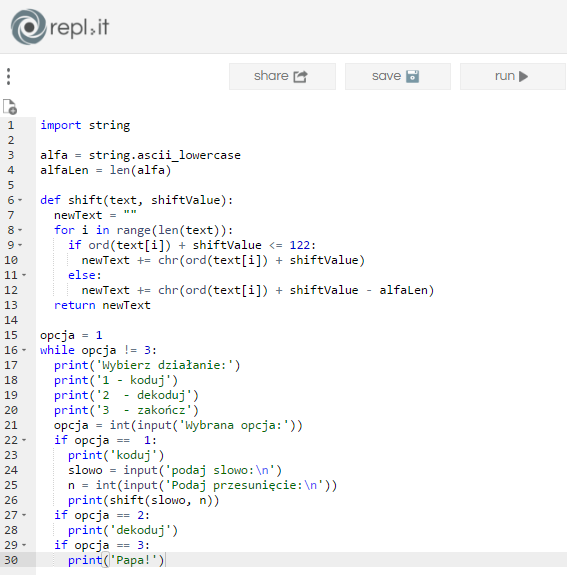 repl.it
share save run
1 import string
2
3 alfa = string.ascii_lowercase
4 alfaLen = len(alfa)
5
6 def shift(text, shiftValue):
7   newText = ""
8   for i in range(len(text)):
9     if ord(text[i]) + shiftValue <= 122:
10       newText += chr(ord(text[i]) + shiftValue)
11     else:
12       newText += chr(ord(text[i]) + shiftValue - alfaLen)
13   return newText
14
15 opcja = 1
16 while opcja != 3:
17   print('Wybierz działanie:')
18   print('1 - koduj')
19   print('2  - dekoduj')
20   print('3  - zakończ')
21   opcja = int(input('Wybrana opcja:'))
22   if opcja ==  1:
23     print('koduj')
24     slowo = input('podaj slowo:\n')
25     n = int(input('Podaj przesunięcie:\n'))
26     print(shift(slowo, n))
27   if opcja == 2:
28     print('dekoduj')
29   if opcja == 3:
30     print('Papa!')